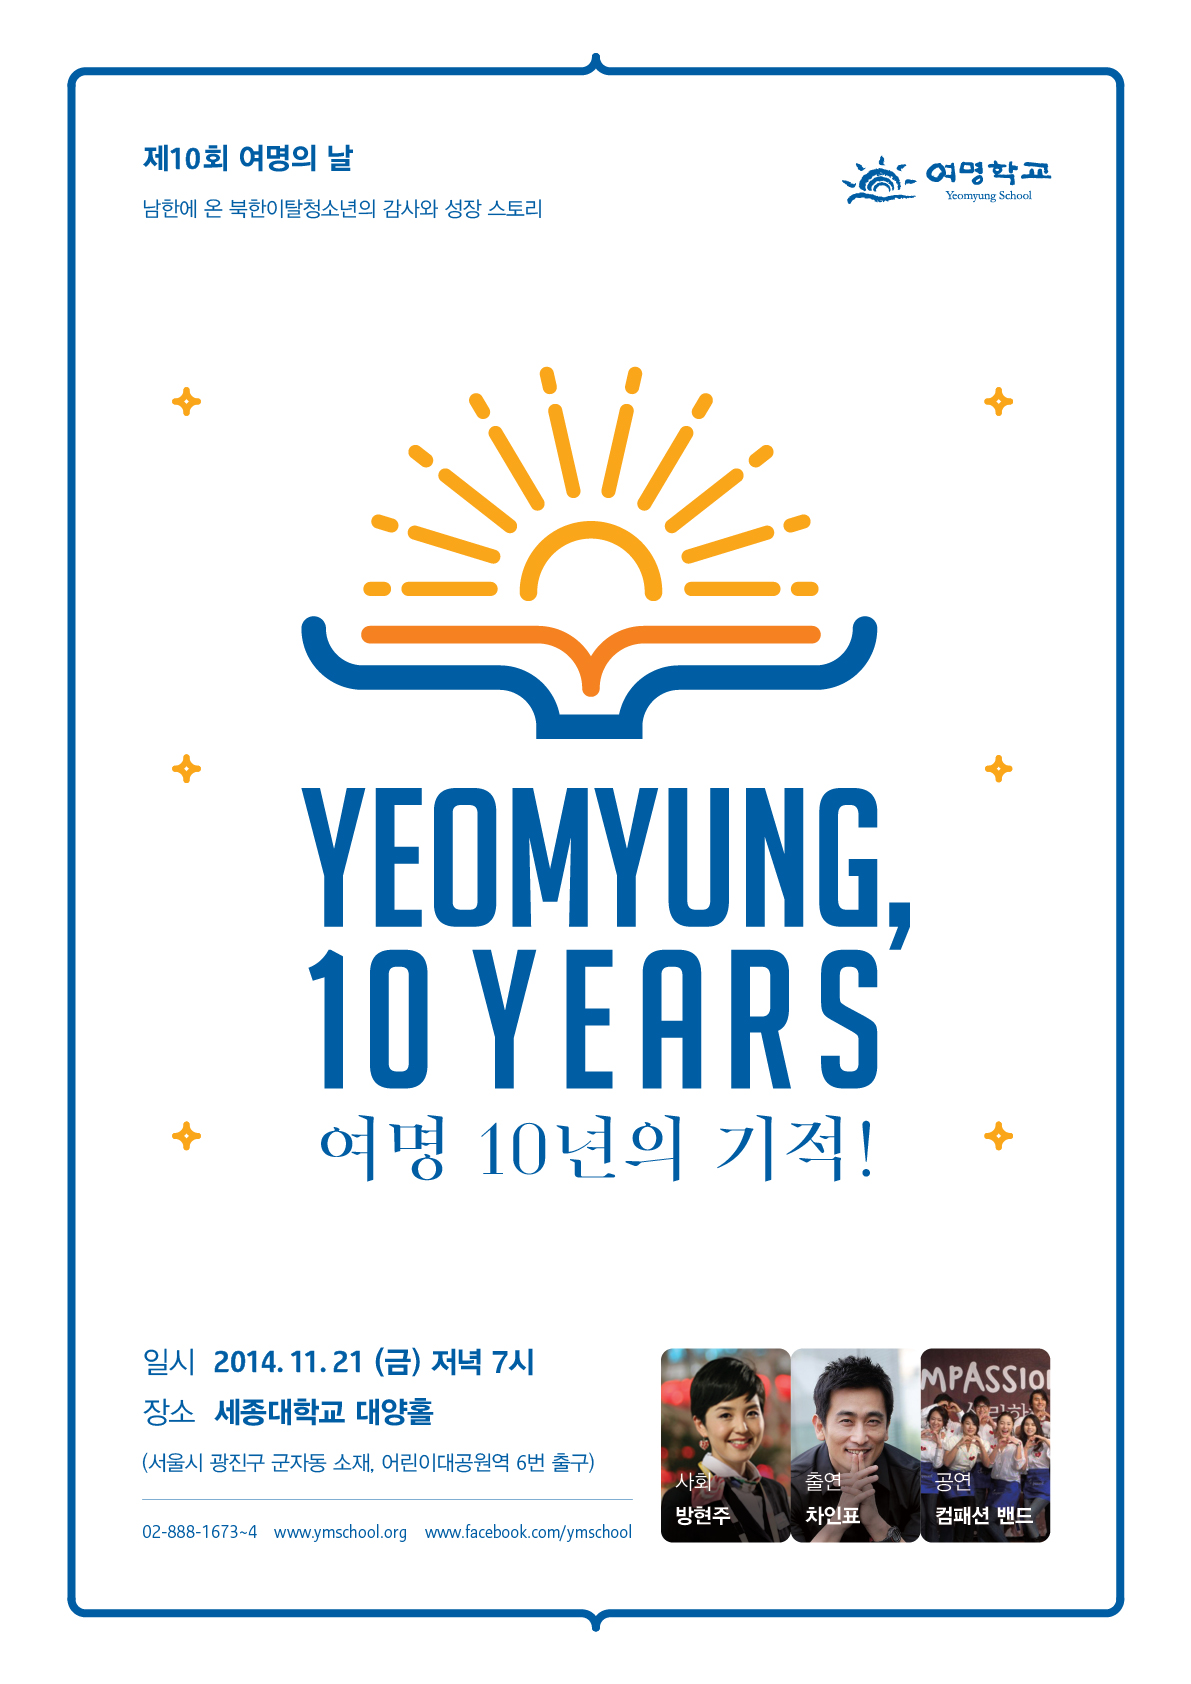 제10회 여명의 날
남한에 온 북한이탈청소년의 감사와 성장 스토리
여명학교
Yeomyung School
YEOMYUNG,
10 YEARS
여명 10년의 기적!
일시 2014. 11. 21 (금) 저녁 7시
장소 세종대학교 대양홀
(서울시 광진구 군자동 소재, 어린이대공원역 6번 출구)
02-888-1673~4 www.ymschool.org www.facebook.com/ymschool
사회
방현주
출연
차인표
MPASSION
공연
컴패션 밴드